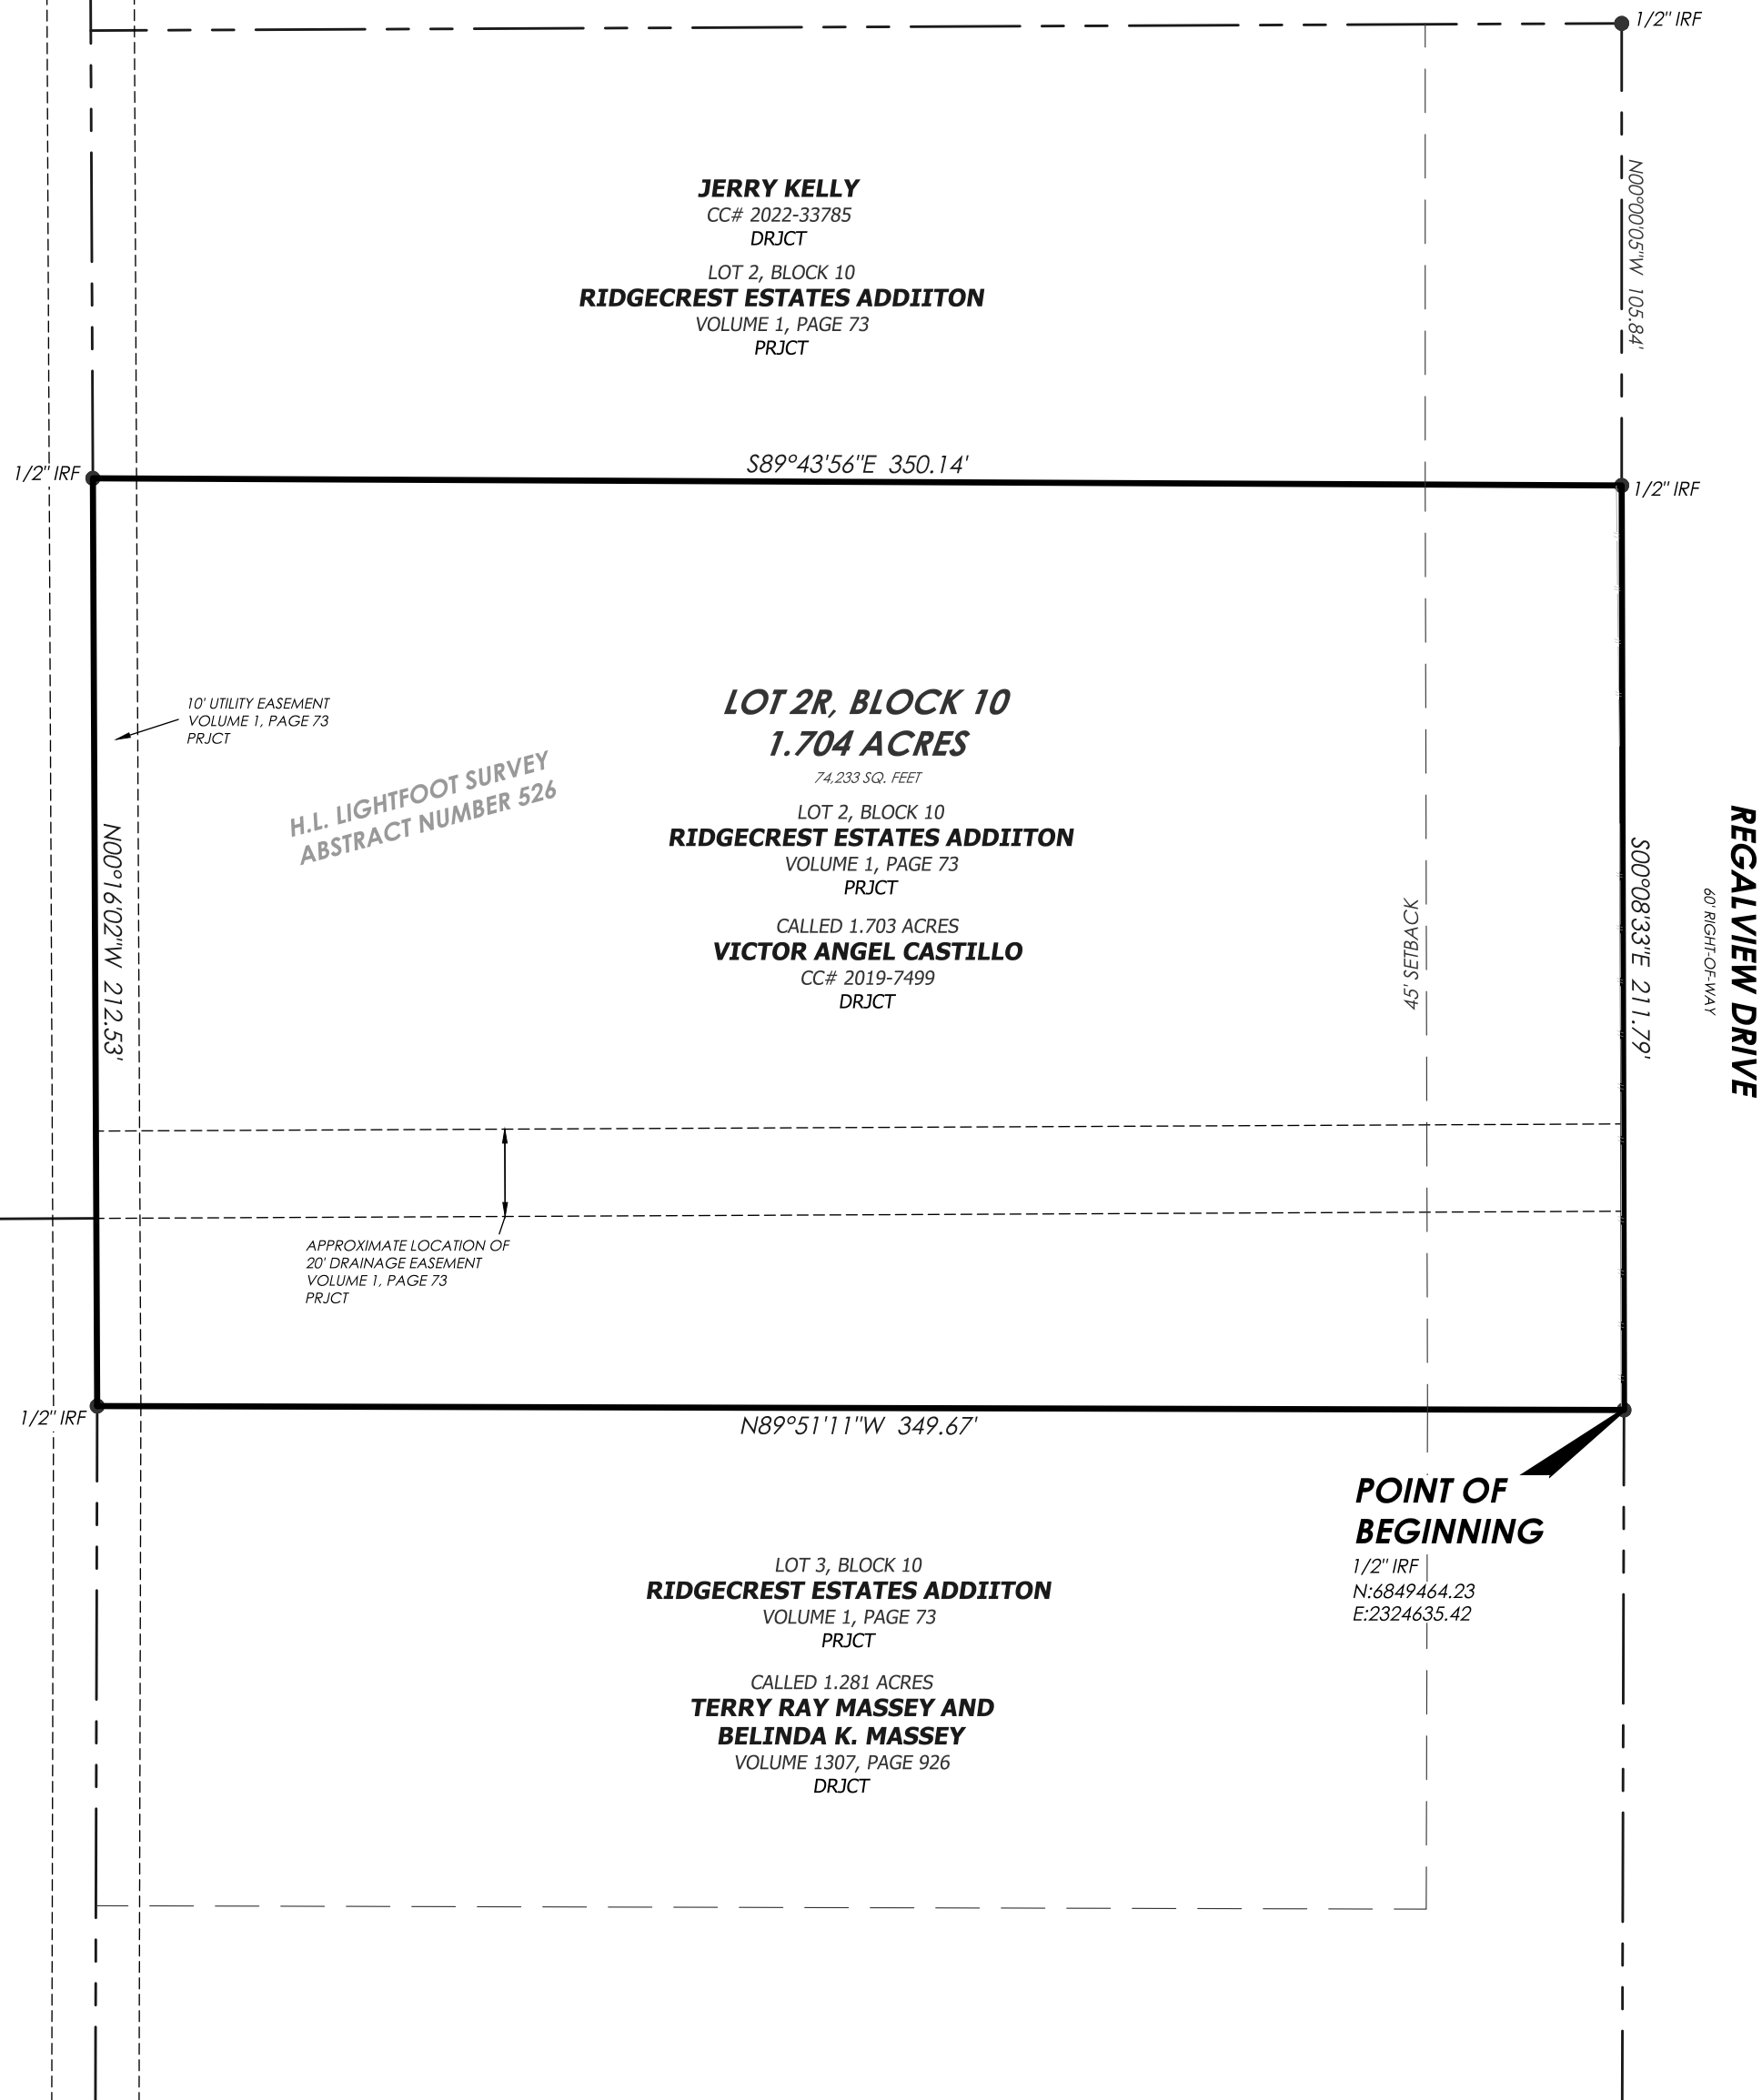 1/2" IRF
N00°00'05"W 105.84'
JERRY KELLY
CC# 2022-33785
DRJCT
LOT 2, BLOCK 10
RIDGECREST ESTATES ADDIITON
VOLUME 1, PAGE 73
PRJCT
S89°43'56"E 350.14'
1/2" IRF
1/2" IRF
10' UTILITY EASEMENT
VOLUME 1, PAGE 73
PRJCT
H.L. LIGHTFOOT SURVEY
ABSTRACT NUMBER 526
LOT 2R, BLOCK 10
1.704 ACRES
74,233 SQ. FEET
LOT 2, BLOCK 10
RIDGECREST ESTATES ADDIITON
VOLUME 1, PAGE 73
PRJCT
CALLED 1.703 ACRES
VICTOR ANGEL CASTILLO
CC# 2019-7499
DRJCT
N00°16'02"W 212.53'
45' SETBACK
S00°08'33"E 211.79'
60' RIGHT-OF-WAY
REGALVIEW DRIVE
APPROXIMATE LOCATION OF
20' DRAINAGE EASEMENT
VOLUME 1, PAGE 73
PRJCT
1/2" IRF
N89°51'11"W 349.67'
POINT OF
BEGINNING
1/2" IRF
N:6849464.23
E:2324635.42
LOT 3, BLOCK 10
RIDGECREST ESTATES ADDIITON
VOLUME 1, PAGE 73
PRJCT
CALLED 1.281 ACRES
TERRY RAY MASSEY AND
BELINDA K. MASSEY
VOLUME 1307, PAGE 926
DRJCT